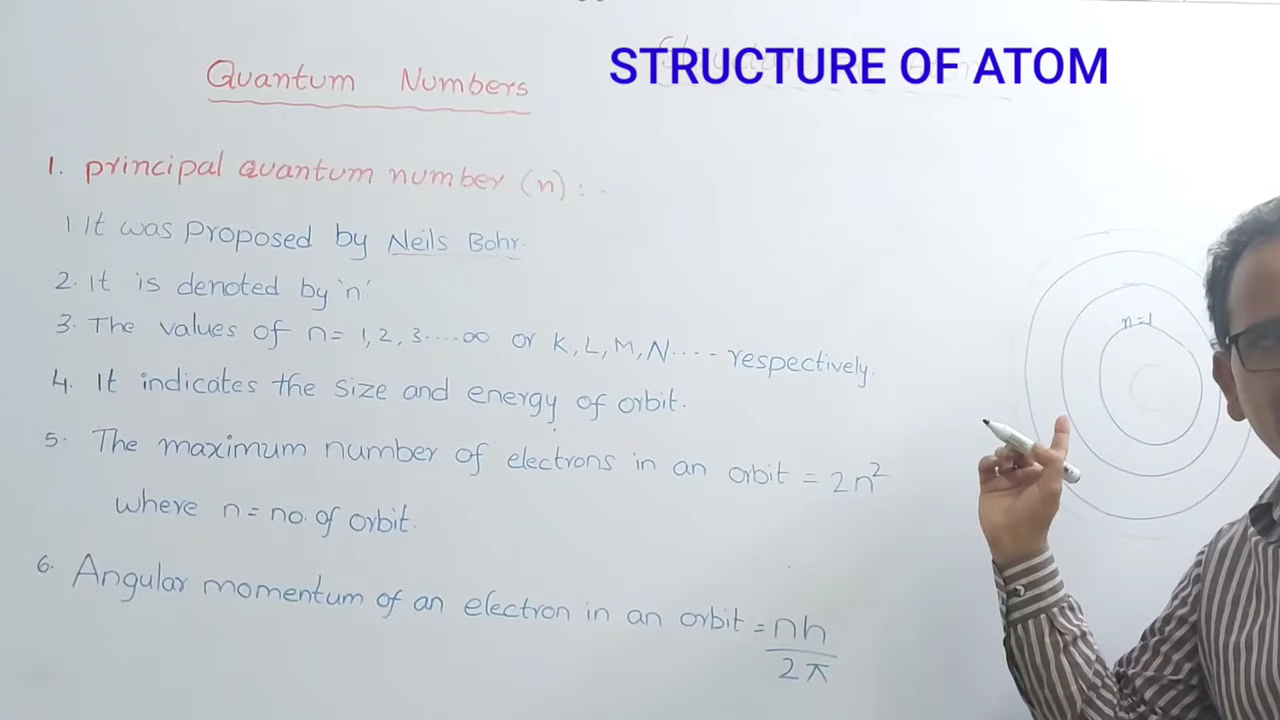 STRUCTURE OF ATOM
Quantum Numbers
1. principal quantum number (n) : -
1. It was proposed by Neils Bohr.
2. It is denoted by 'n'
3. The values of n = 1, 2, 3 ..... ∞ or K, L, M, N .... respectively.
4. It indicates the size and energy of orbit.
5. The maximum number of electrons in an orbit = 2n²
where n = no. of orbit.
6. Angular momentum of an electron in an orbit = nh
2π
n=1